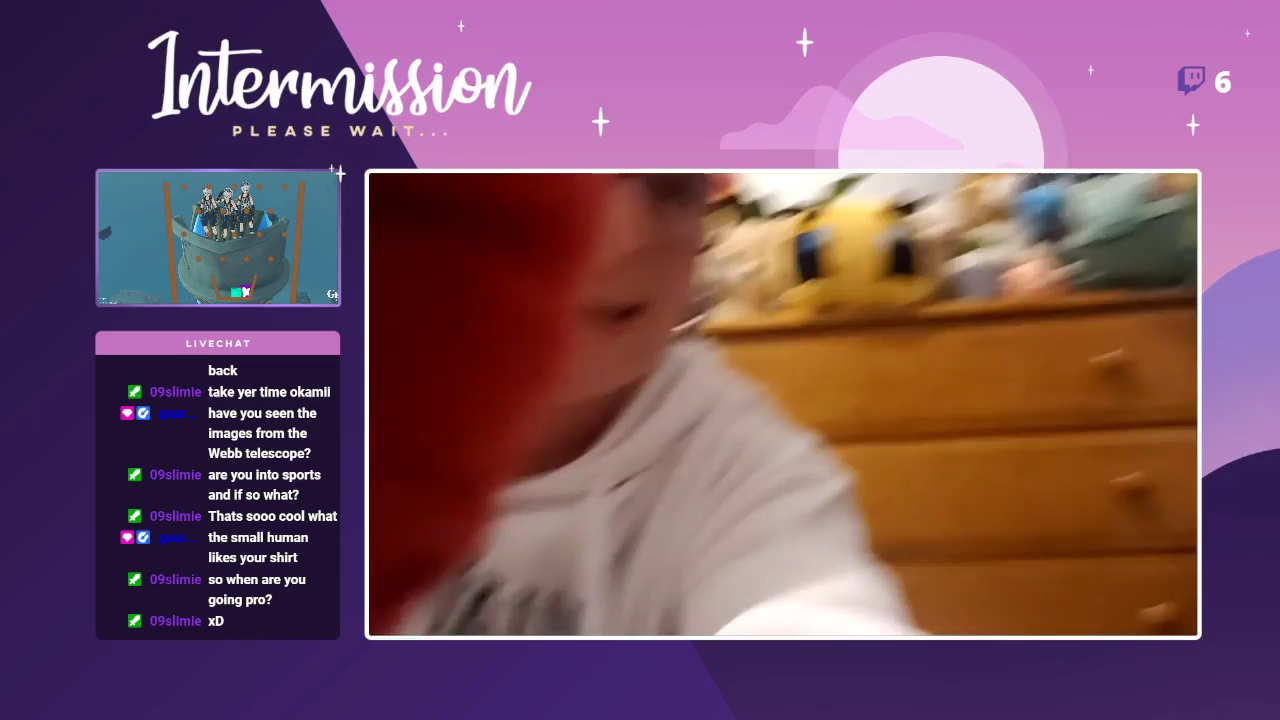 Intermission
PLEASE WAIT...
6
LIVECHAT
back
09slimie take yer time okamii
have you seen the
images from the
Webb telescope?
09slimie are you into sports
and if so what?
09slimie Thats sooo cool what
the small human
likes your shirt
09slimie so when are you
going pro?
09slimie xD